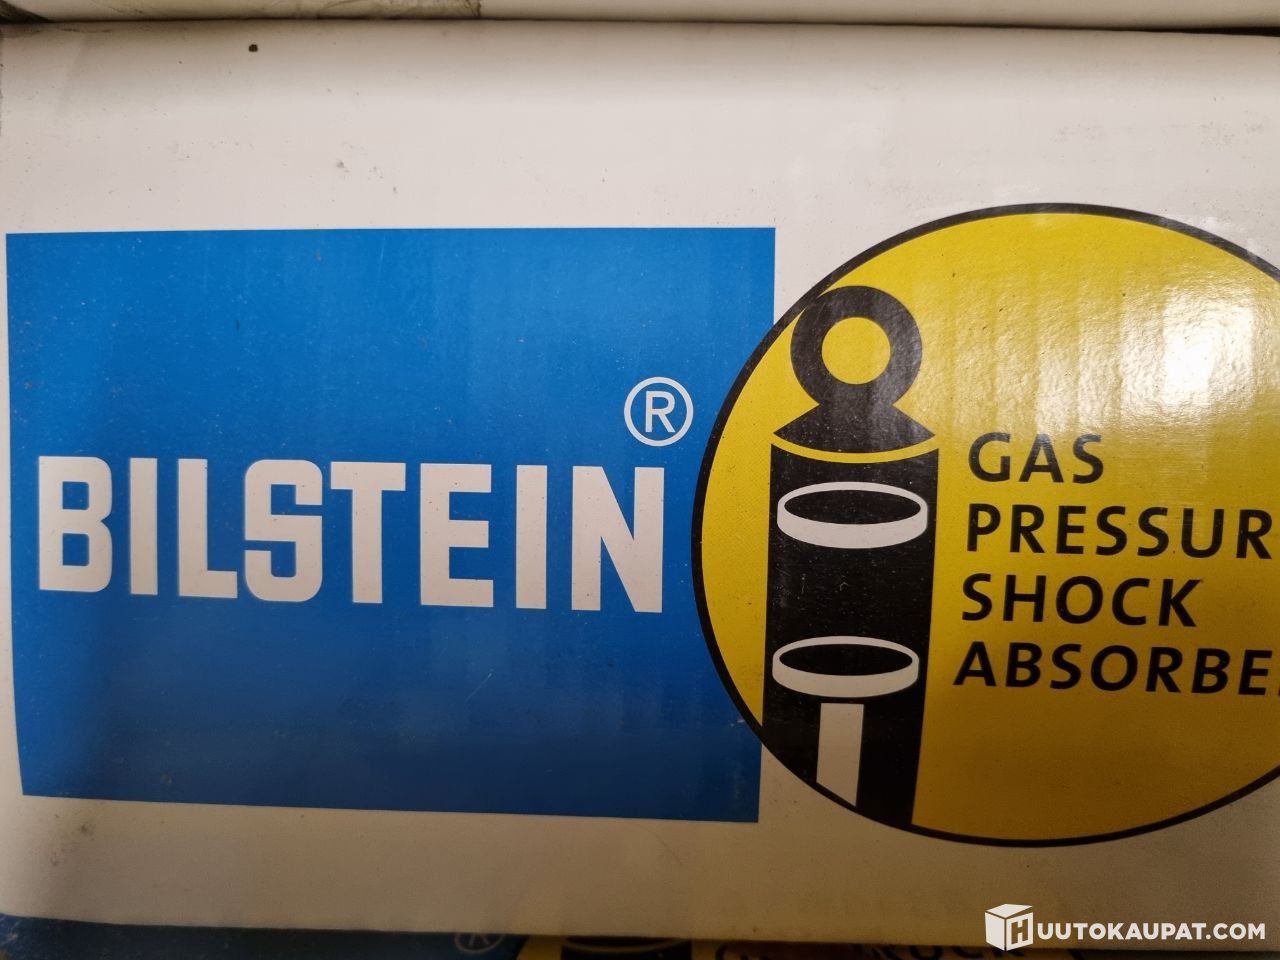 BILSTEIN®
GAS
PRESSUR
SHOCK
ABSORBE
®
HUUTOKAUPAT.COM